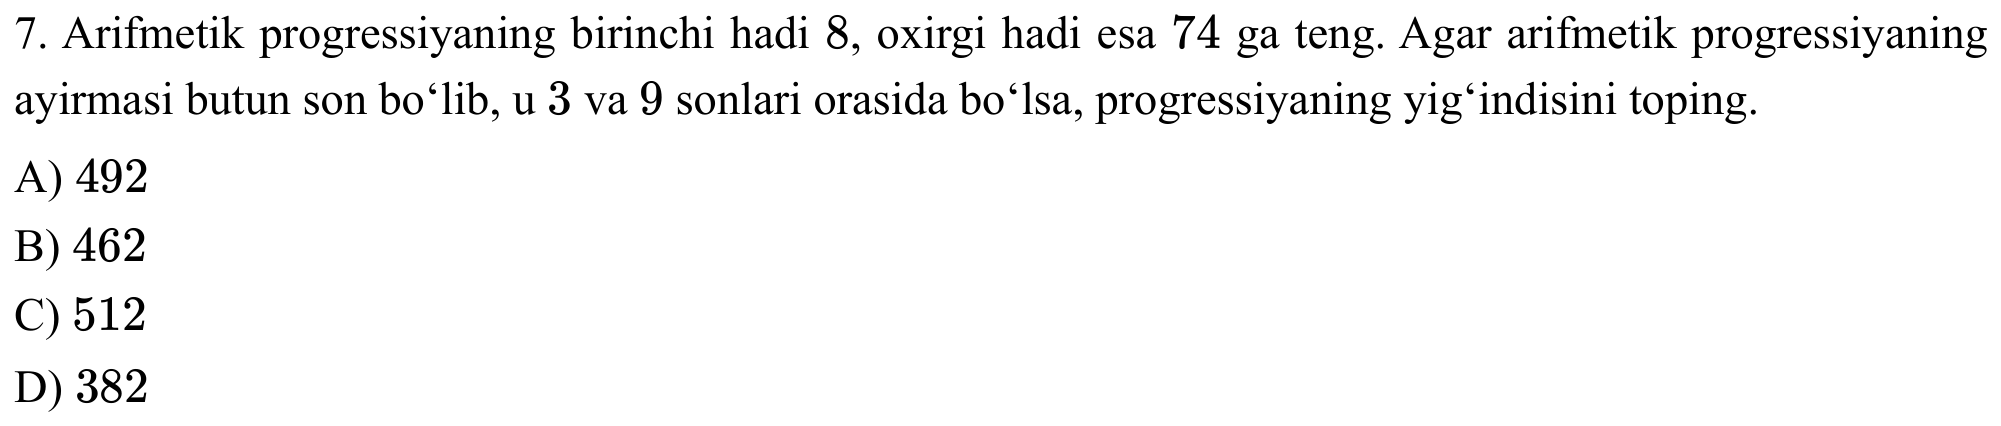 7. Arifmetik progressiyaning birinchi hadi 8, oxirgi hadi esa 74 ga teng. Agar arifmetik progressiyaning
ayirmasi butun son bo‘lib, u 3 va 9 sonlari orasida bo‘lsa, progressiyaning yig‘indisini toping.
A) 492
B) 462
C) 512
D) 382